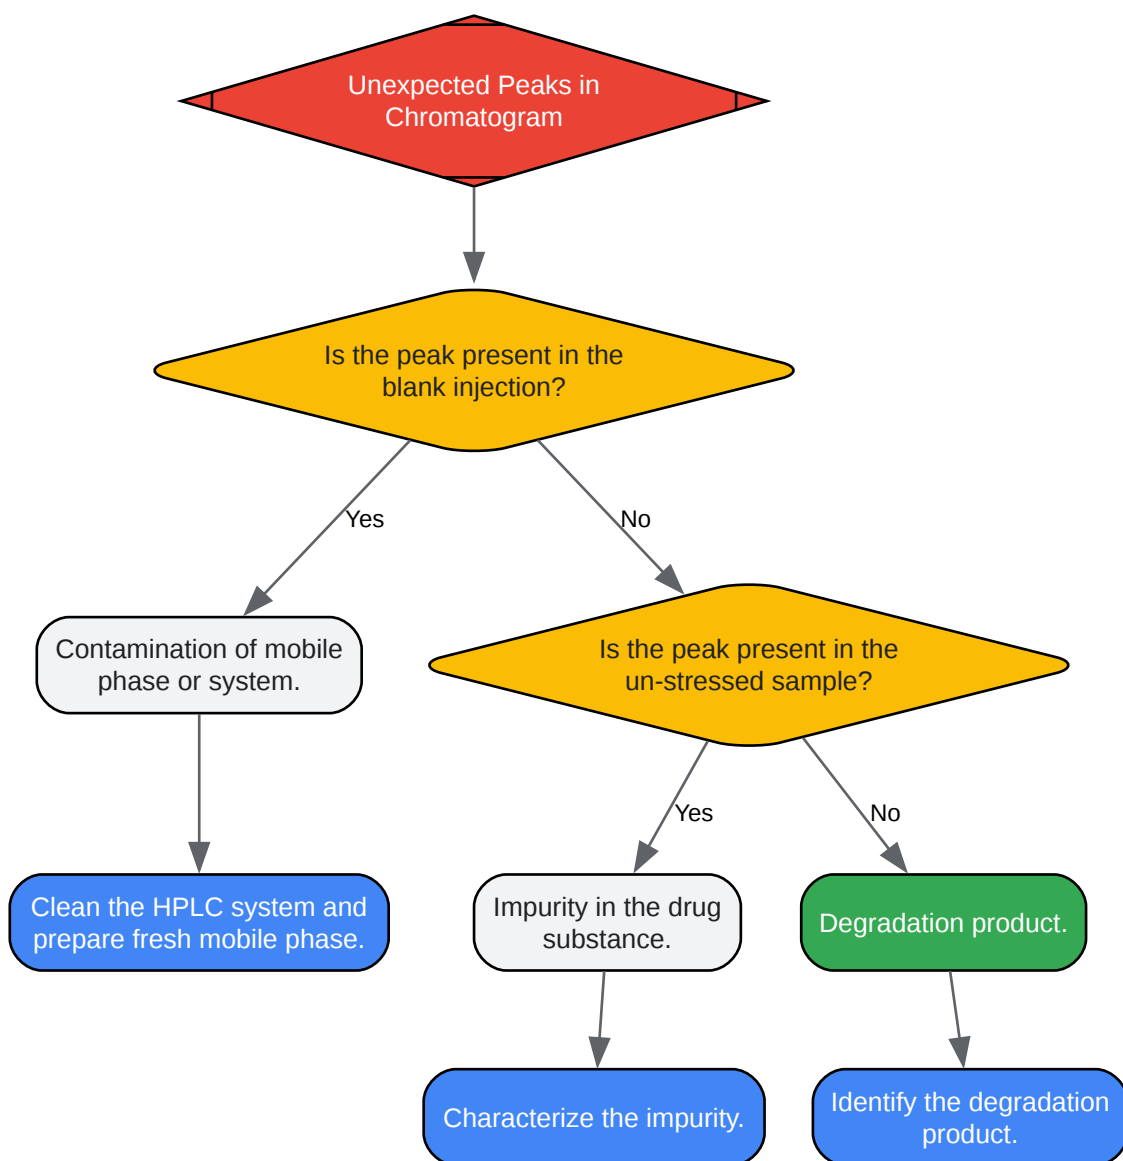 Unexpected Peaks in
Chromatogram
Is the peak present in the
blank injection?
Yes
No
Contamination of mobile
phase or system.
Is the peak present in the
un-stressed sample?
Yes
No
Clean the HPLC system and
prepare fresh mobile phase.
Impurity in the drug
substance.
Degradation product.
Characterize the impurity.
Identify the degradation
product.